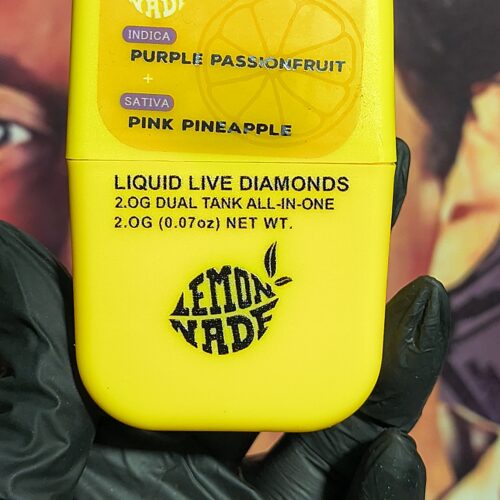 NADE
INDICA
PURPLE PASSIONFRUIT
+
SATIVA
PINK PINEAPPLE
LIQUID LIVE DIAMONDS
2.0G DUAL TANK ALL-IN-ONE
2.0G (0.07oz) NET WT.
LEMON
NADE